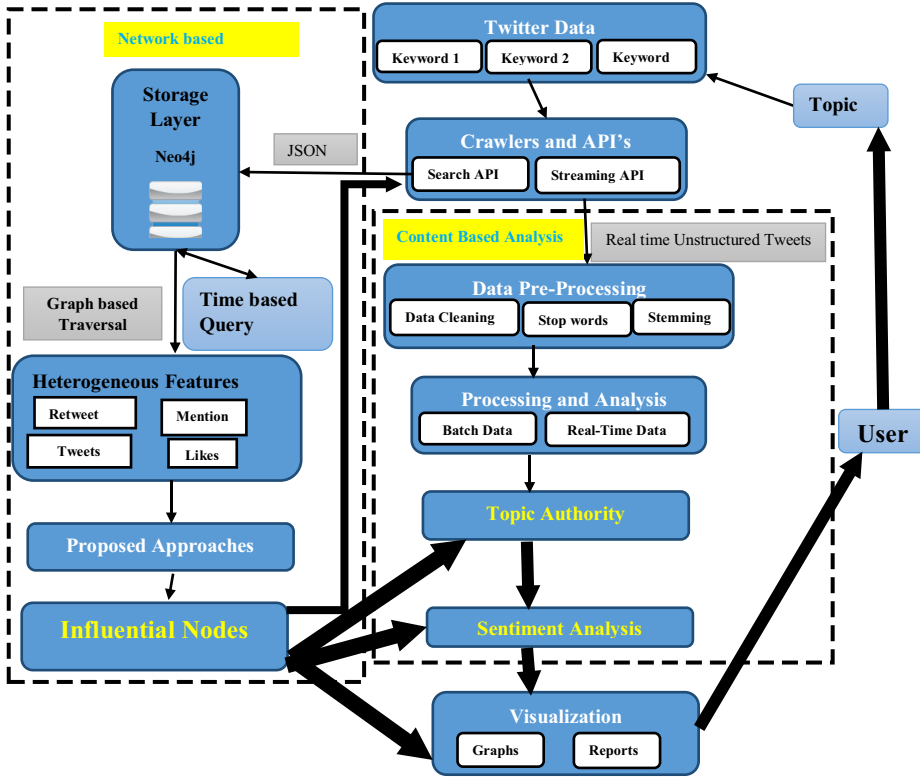 Network based
Storage
Layer
Neo4j
JSON
Graph based
Traversal
Time based
Query
Heterogeneous Features
Retweet
Mention
Tweets
Likes
Proposed Approaches
Influential Nodes
Twitter Data
Keyword 1
Keyword 2
Keyword
Crawlers and API's
Search API
Streaming API
Content Based Analysis
Real time Unstructured Tweets
Data Pre-Processing
Data Cleaning
Stop words
Stemming
Processing and Analysis
Batch Data
Real-Time Data
Topic Authority
Sentiment Analysis
Visualization
Graphs
Reports
Topic
User